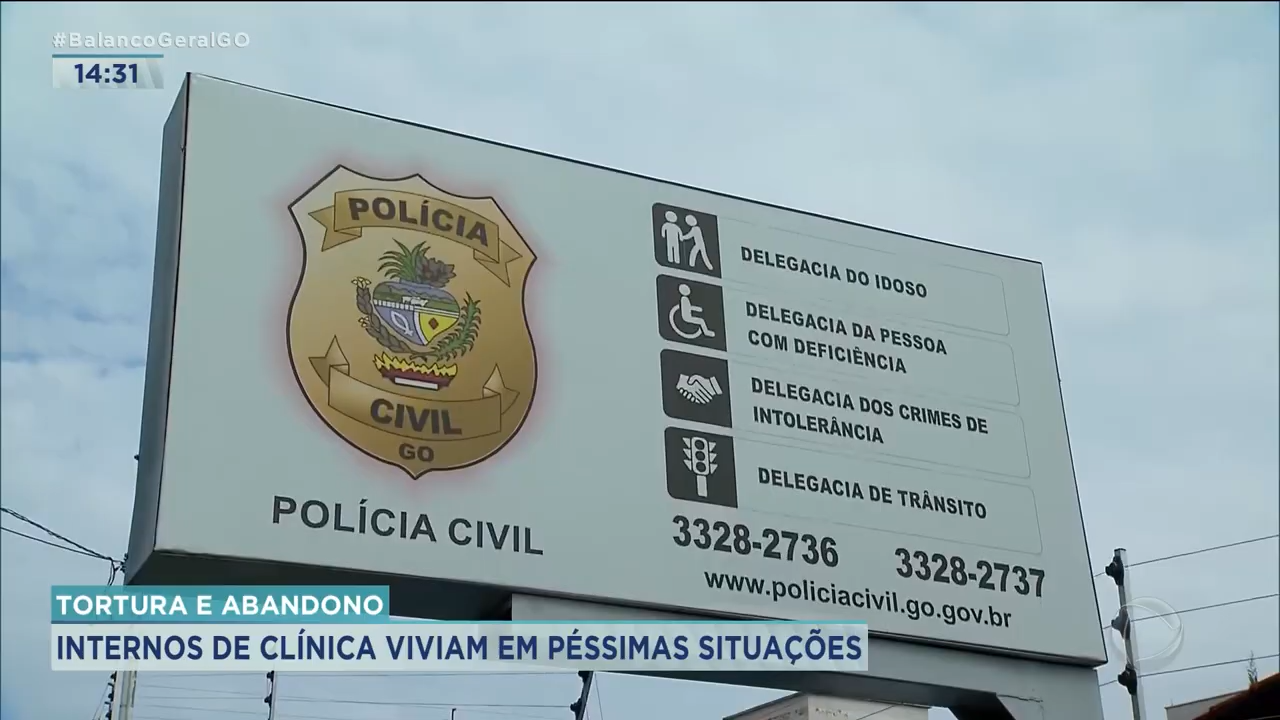 #BalancoGeralGO
14:31
POLÍCIA
CIVIL
GO
POLÍCIA CIVIL
DELEGACIA DO IDOSO
DELEGACIA DA PESSOA
COM DEFICIÊNCIA
DELEGACIA DOS CRIMES DE
INTOLERÂNCIA
DELEGACIA DE TRÂNSITO
3328-2736 3328-2737
www.policiacivil.go.gov.br
TORTURA E ABANDONO
INTERNOS DE CLÍNICA VIVIAM EM PÉSSIMAS SITUAÇÕES